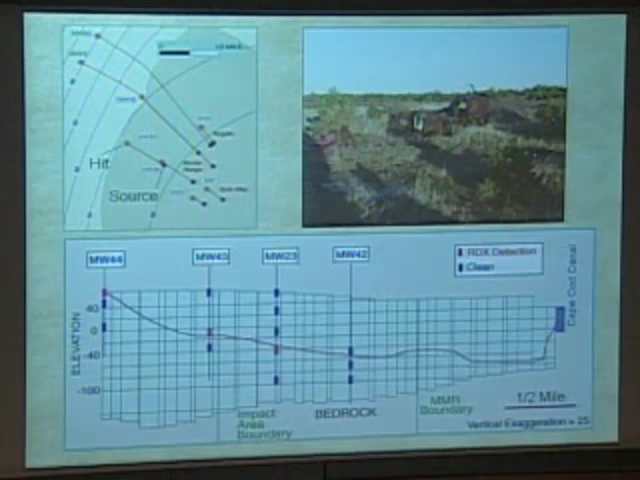 Hit
Source
MW44
MW43
MW23
MW42
RDX Detection
Clean
Cape Cod Canal
ELEVATION
40
0
-40
-100
Impact
Area
Boundary
BEDROCK
MMR
Boundary
1/2 Mile
Vertical Exaggeration = 25